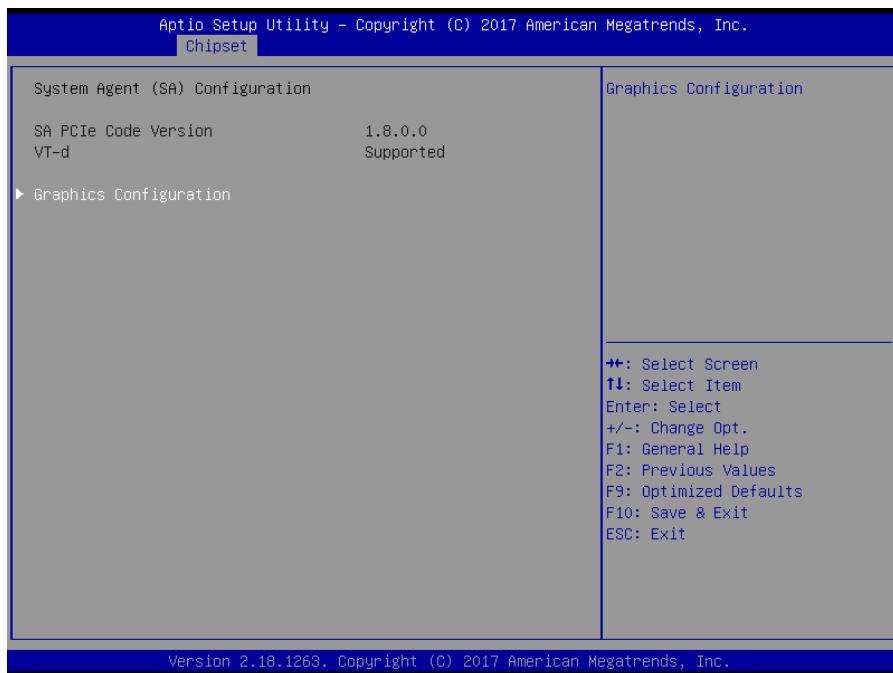 Aptio Setup Utility – Copyright (C) 2017 American Megatrends, Inc.
Chipset
System Agent (SA) Configuration
SA PCIe Code Version 1.8.0.0
VT-d Supported
► Graphics Configuration
Graphics Configuration
→←: Select Screen
↑↓: Select Item
Enter: Select
+/-: Change Opt.
F1: General Help
F2: Previous Values
F9: Optimized Defaults
F10: Save & Exit
ESC: Exit
Version 2.18.1263. Copyright (C) 2017 American Megatrends, Inc.